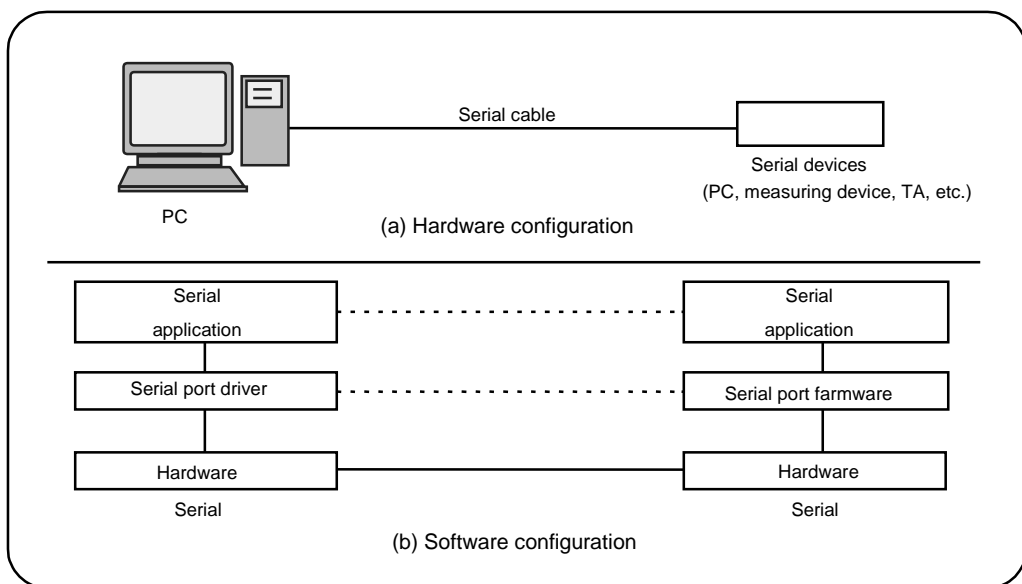 Serial cable
PC
Serial devices
(PC, measuring device, TA, etc.)
(a) Hardware configuration
Serial
application
Serial
application
Serial port driver
Serial port farmware
Hardware
Hardware
Serial
Serial
(b) Software configuration